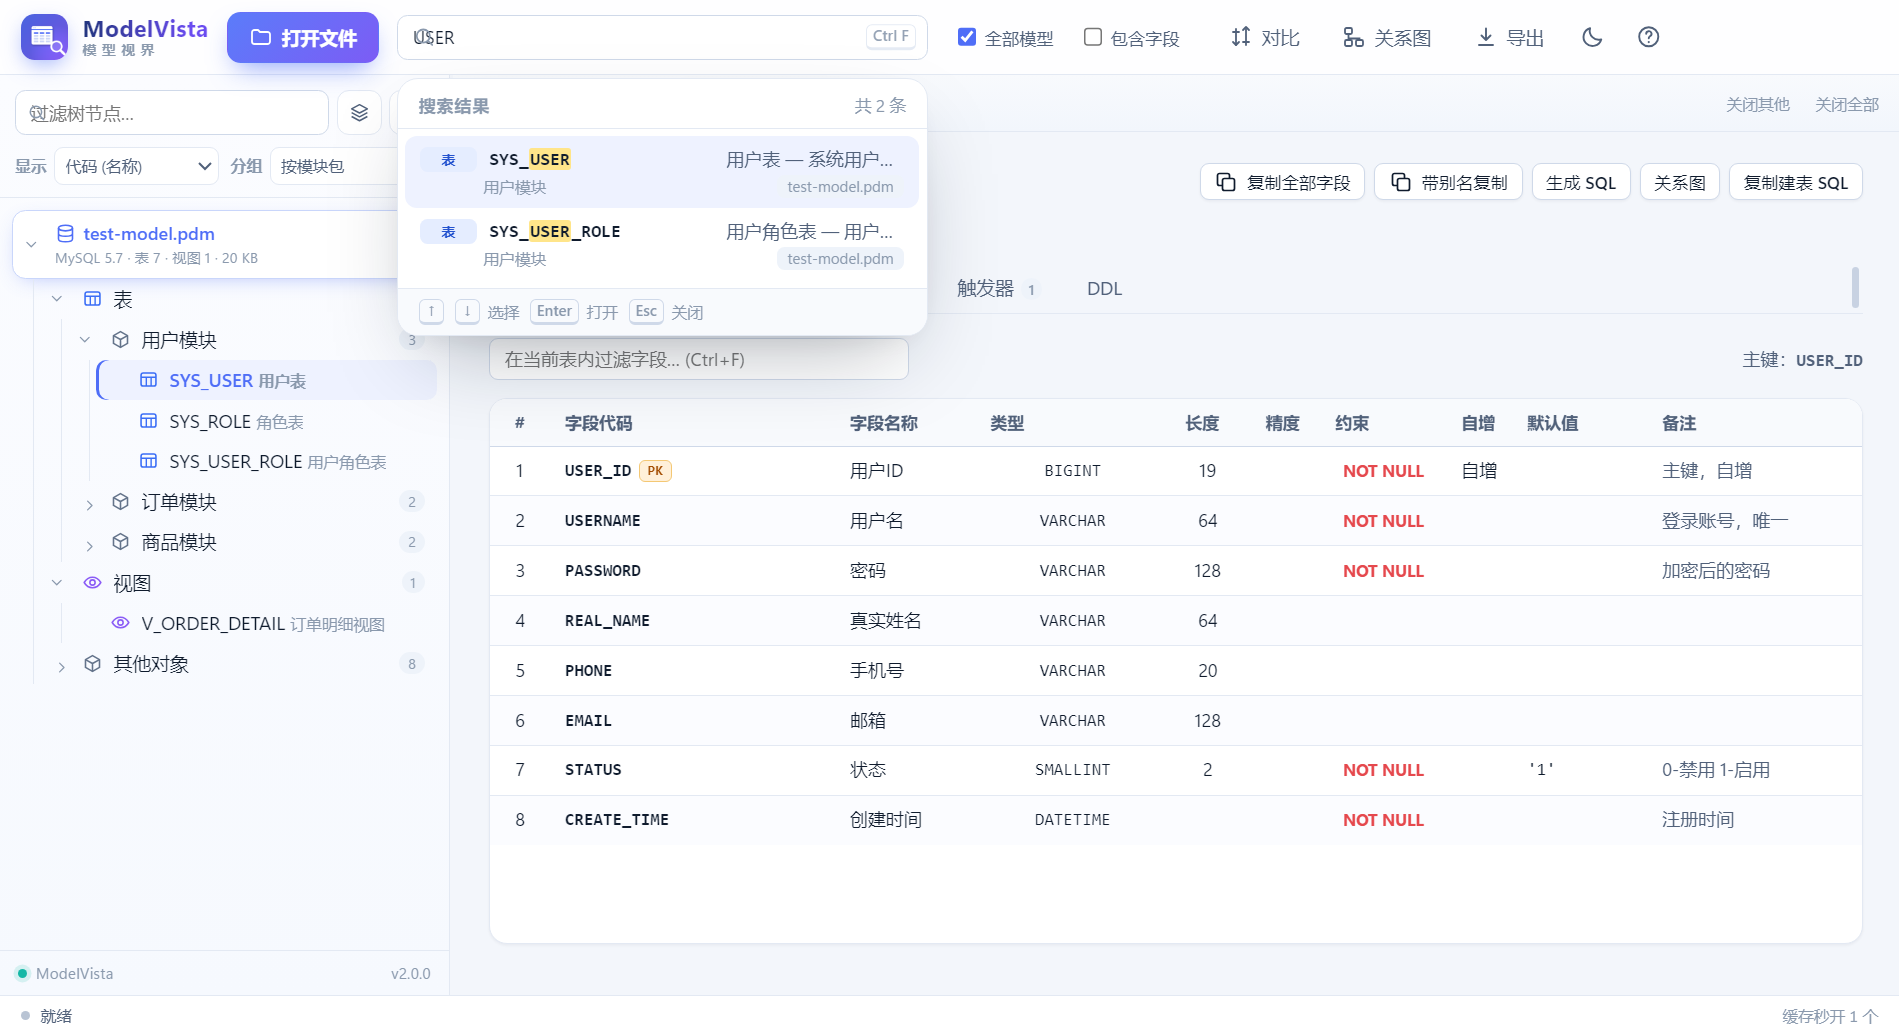 ModelVista
模型视界
打开文件
USER
Ctrl F
全部模型
包含字段
对比
关系图
导出
过滤树节点...
显示
代码 (名称)
分组
按模块包
test-model.pdm
MySQL 5.7 · 表 7 · 视图 1 · 20 KB
表
用户模块
3
SYS_USER 用户表
SYS_ROLE 角色表
SYS_USER_ROLE 用户角色表
订单模块
2
商品模块
2
视图
1
V_ORDER_DETAIL 订单明细视图
其他对象
8
ModelVista
v2.0.0
搜索结果
共 2 条
表 SYS_USER 用户表 — 系统用户...
用户模块 test-model.pdm
表 SYS_USER_ROLE 用户角色表 — 用户...
用户模块 test-model.pdm
↑ ↓ 选择 Enter 打开 Esc 关闭
关闭其他 关闭全部
复制全部字段 带别名复制 生成 SQL 关系图 复制建表 SQL
触发器 1 DDL
在当前表内过滤字段... (Ctrl+F)
主键：USER_ID
# 字段代码 字段名称 类型 长度 精度 约束 自增 默认值 备注
1 USER_ID PK 用户ID BIGINT 19 NOT NULL 自增 主键，自增
2 USERNAME 用户名 VARCHAR 64 NOT NULL 登录账号，唯一
3 PASSWORD 密码 VARCHAR 128 NOT NULL 加密后的密码
4 REAL_NAME 真实姓名 VARCHAR 64
5 PHONE 手机号 VARCHAR 20
6 EMAIL 邮箱 VARCHAR 128
7 STATUS 状态 SMALLINT 2 NOT NULL '1' 0-禁用 1-启用
8 CREATE_TIME 创建时间 DATETIME NOT NULL 注册时间
就绪
缓存秒开 1 个